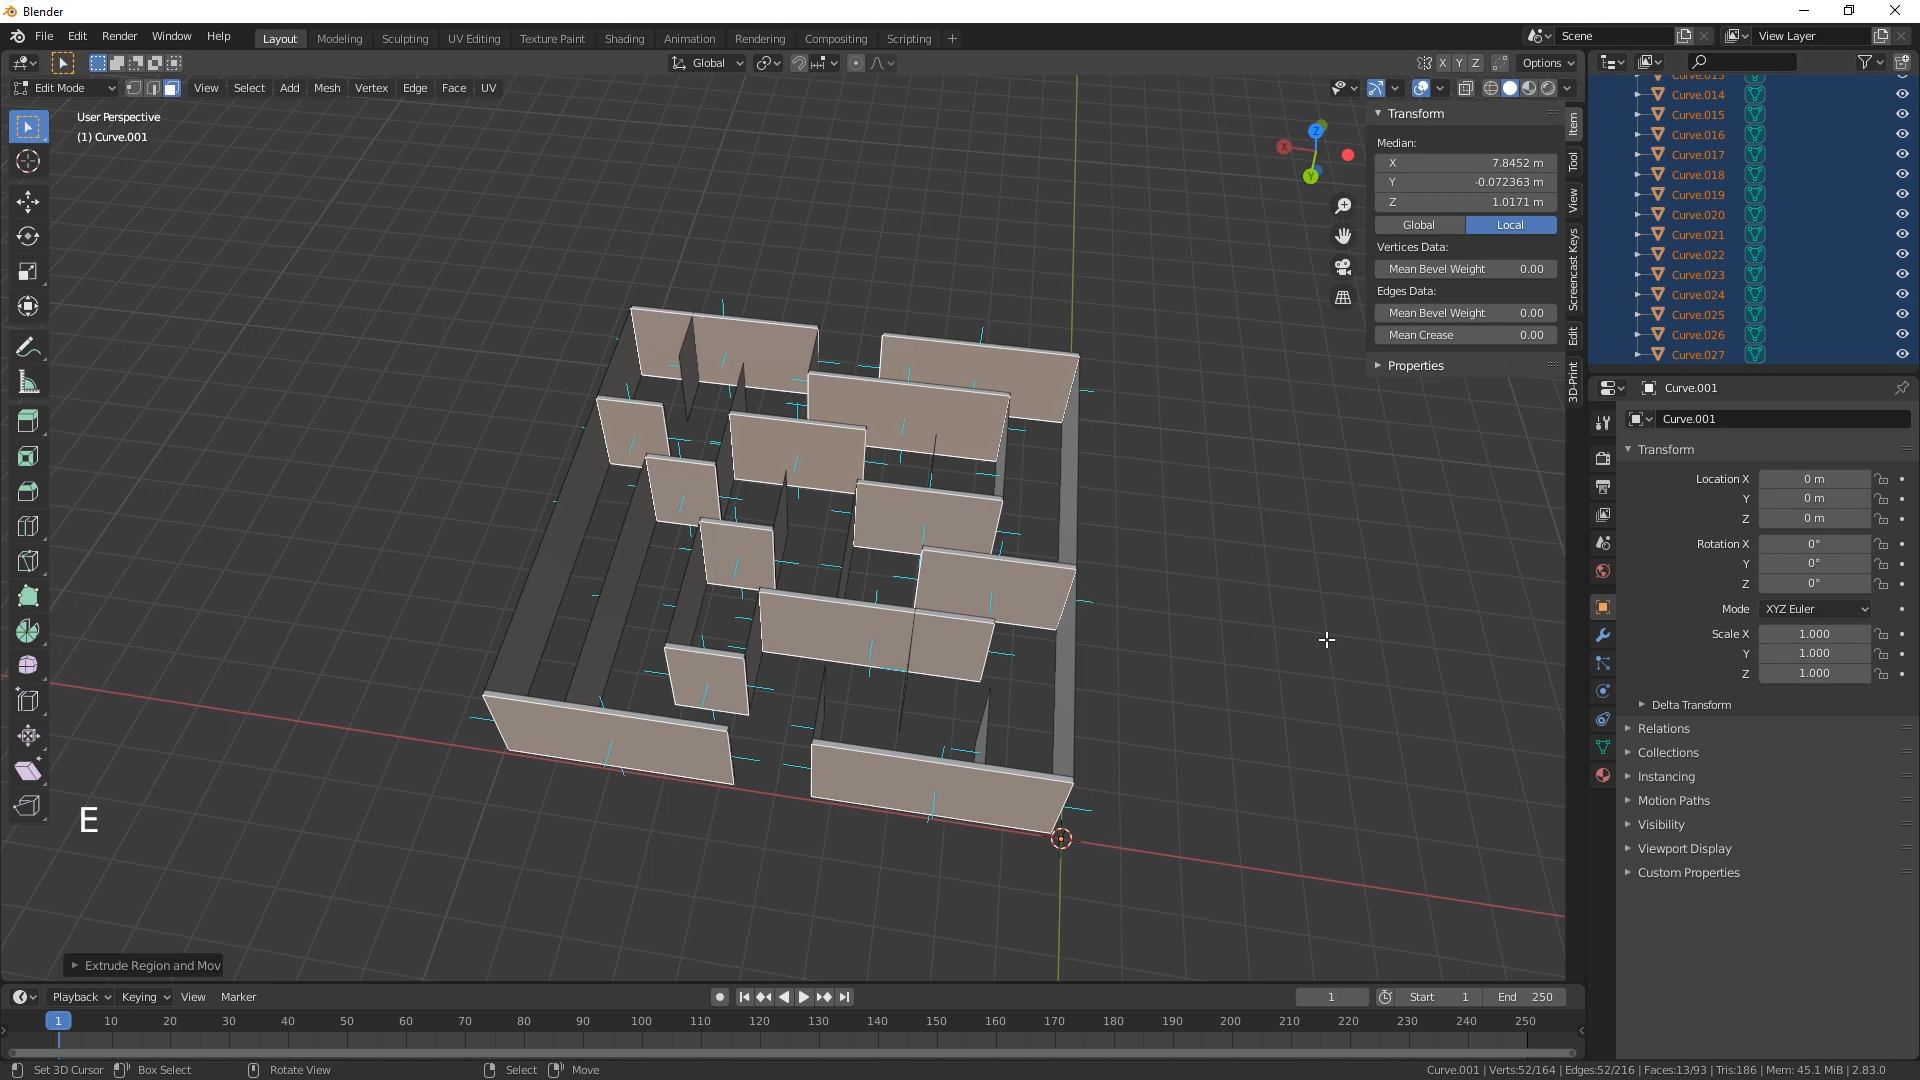 Blender
File Edit Render Window Help
Layout Modeling Sculpting UV Editing Texture Paint Shading Animation Rendering Compositing Scripting +
Scene
View Layer
Global
X Y Z
Options
Edit Mode
View Select Add Mesh Vertex Edge Face UV
User Perspective
(1) Curve.001
X
Z
Y
Transform
Median:
X 7.8452 m
Y -0.072363 m
Z 1.0171 m
Global Local
Vertices Data:
Mean Bevel Weight 0.00
Edges Data:
Mean Bevel Weight 0.00
Mean Crease 0.00
Properties
Item
Tool
View
Screencast Keys
Edit
3D-Print
Curve.013
Curve.014
Curve.015
Curve.016
Curve.017
Curve.018
Curve.019
Curve.020
Curve.021
Curve.022
Curve.023
Curve.024
Curve.025
Curve.026
Curve.027
Curve.001
Curve.001
Transform
Location X 0 m
Y 0 m
Z 0 m
Rotation X 0°
Y 0°
Z 0°
Mode XYZ Euler
Scale X 1.000
Y 1.000
Z 1.000
Delta Transform
Relations
Collections
Instancing
Motion Paths
Visibility
Viewport Display
Custom Properties
E
Extrude Region and Mov
Playback Keying View Marker
1
Start 1
End 250
1 10 20 30 40 50 60 70 80 90 100 110 120 130 140 150 160 170 180 190 200 210 220 230 240 250
Set 3D Cursor Box Select Rotate View Select Move
Curve.001 | Verts:52/164 | Edges:52/216 | Faces:13/93 | Tris:186 | Mem: 45.1 MiB | 2.83.0